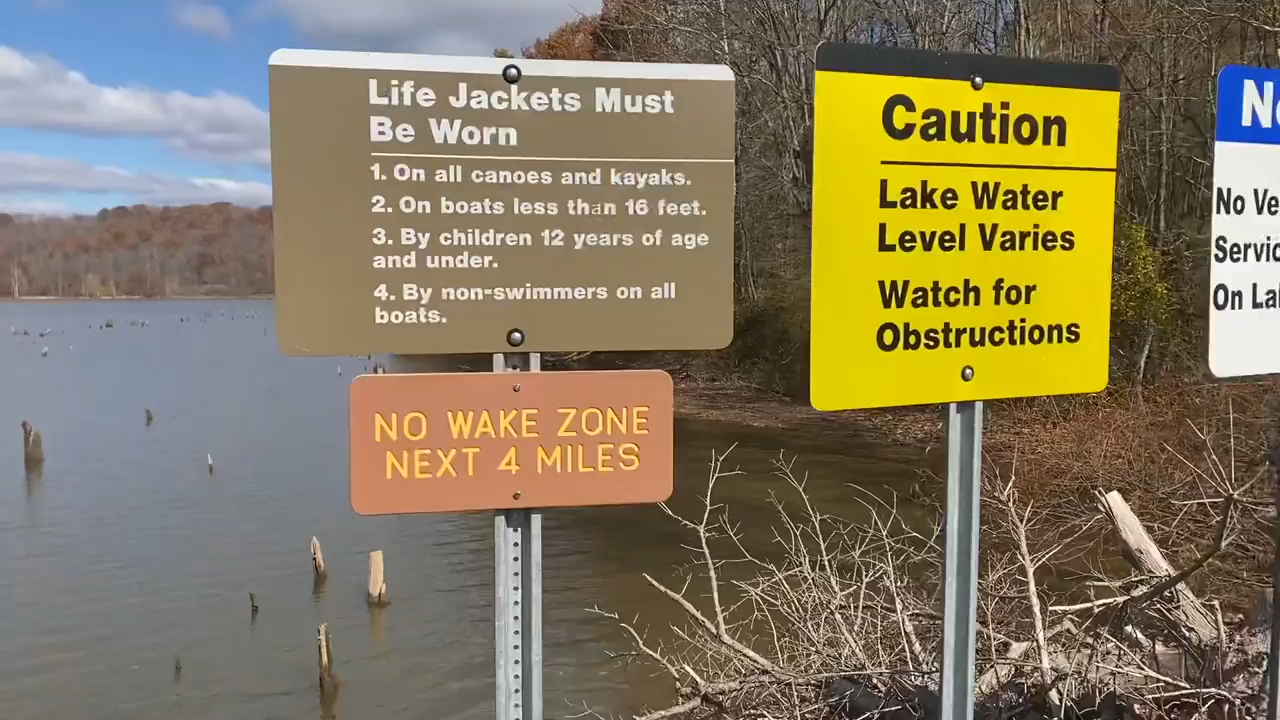 Life Jackets Must
Be Worn
1. On all canoes and kayaks.
2. On boats less than 16 feet.
3. By children 12 years of age
and under.
4. By non-swimmers on all
boats.
NO WAKE ZONE
NEXT 4 MILES
Caution
Lake Water
Level Varies
Watch for
Obstructions
No
On